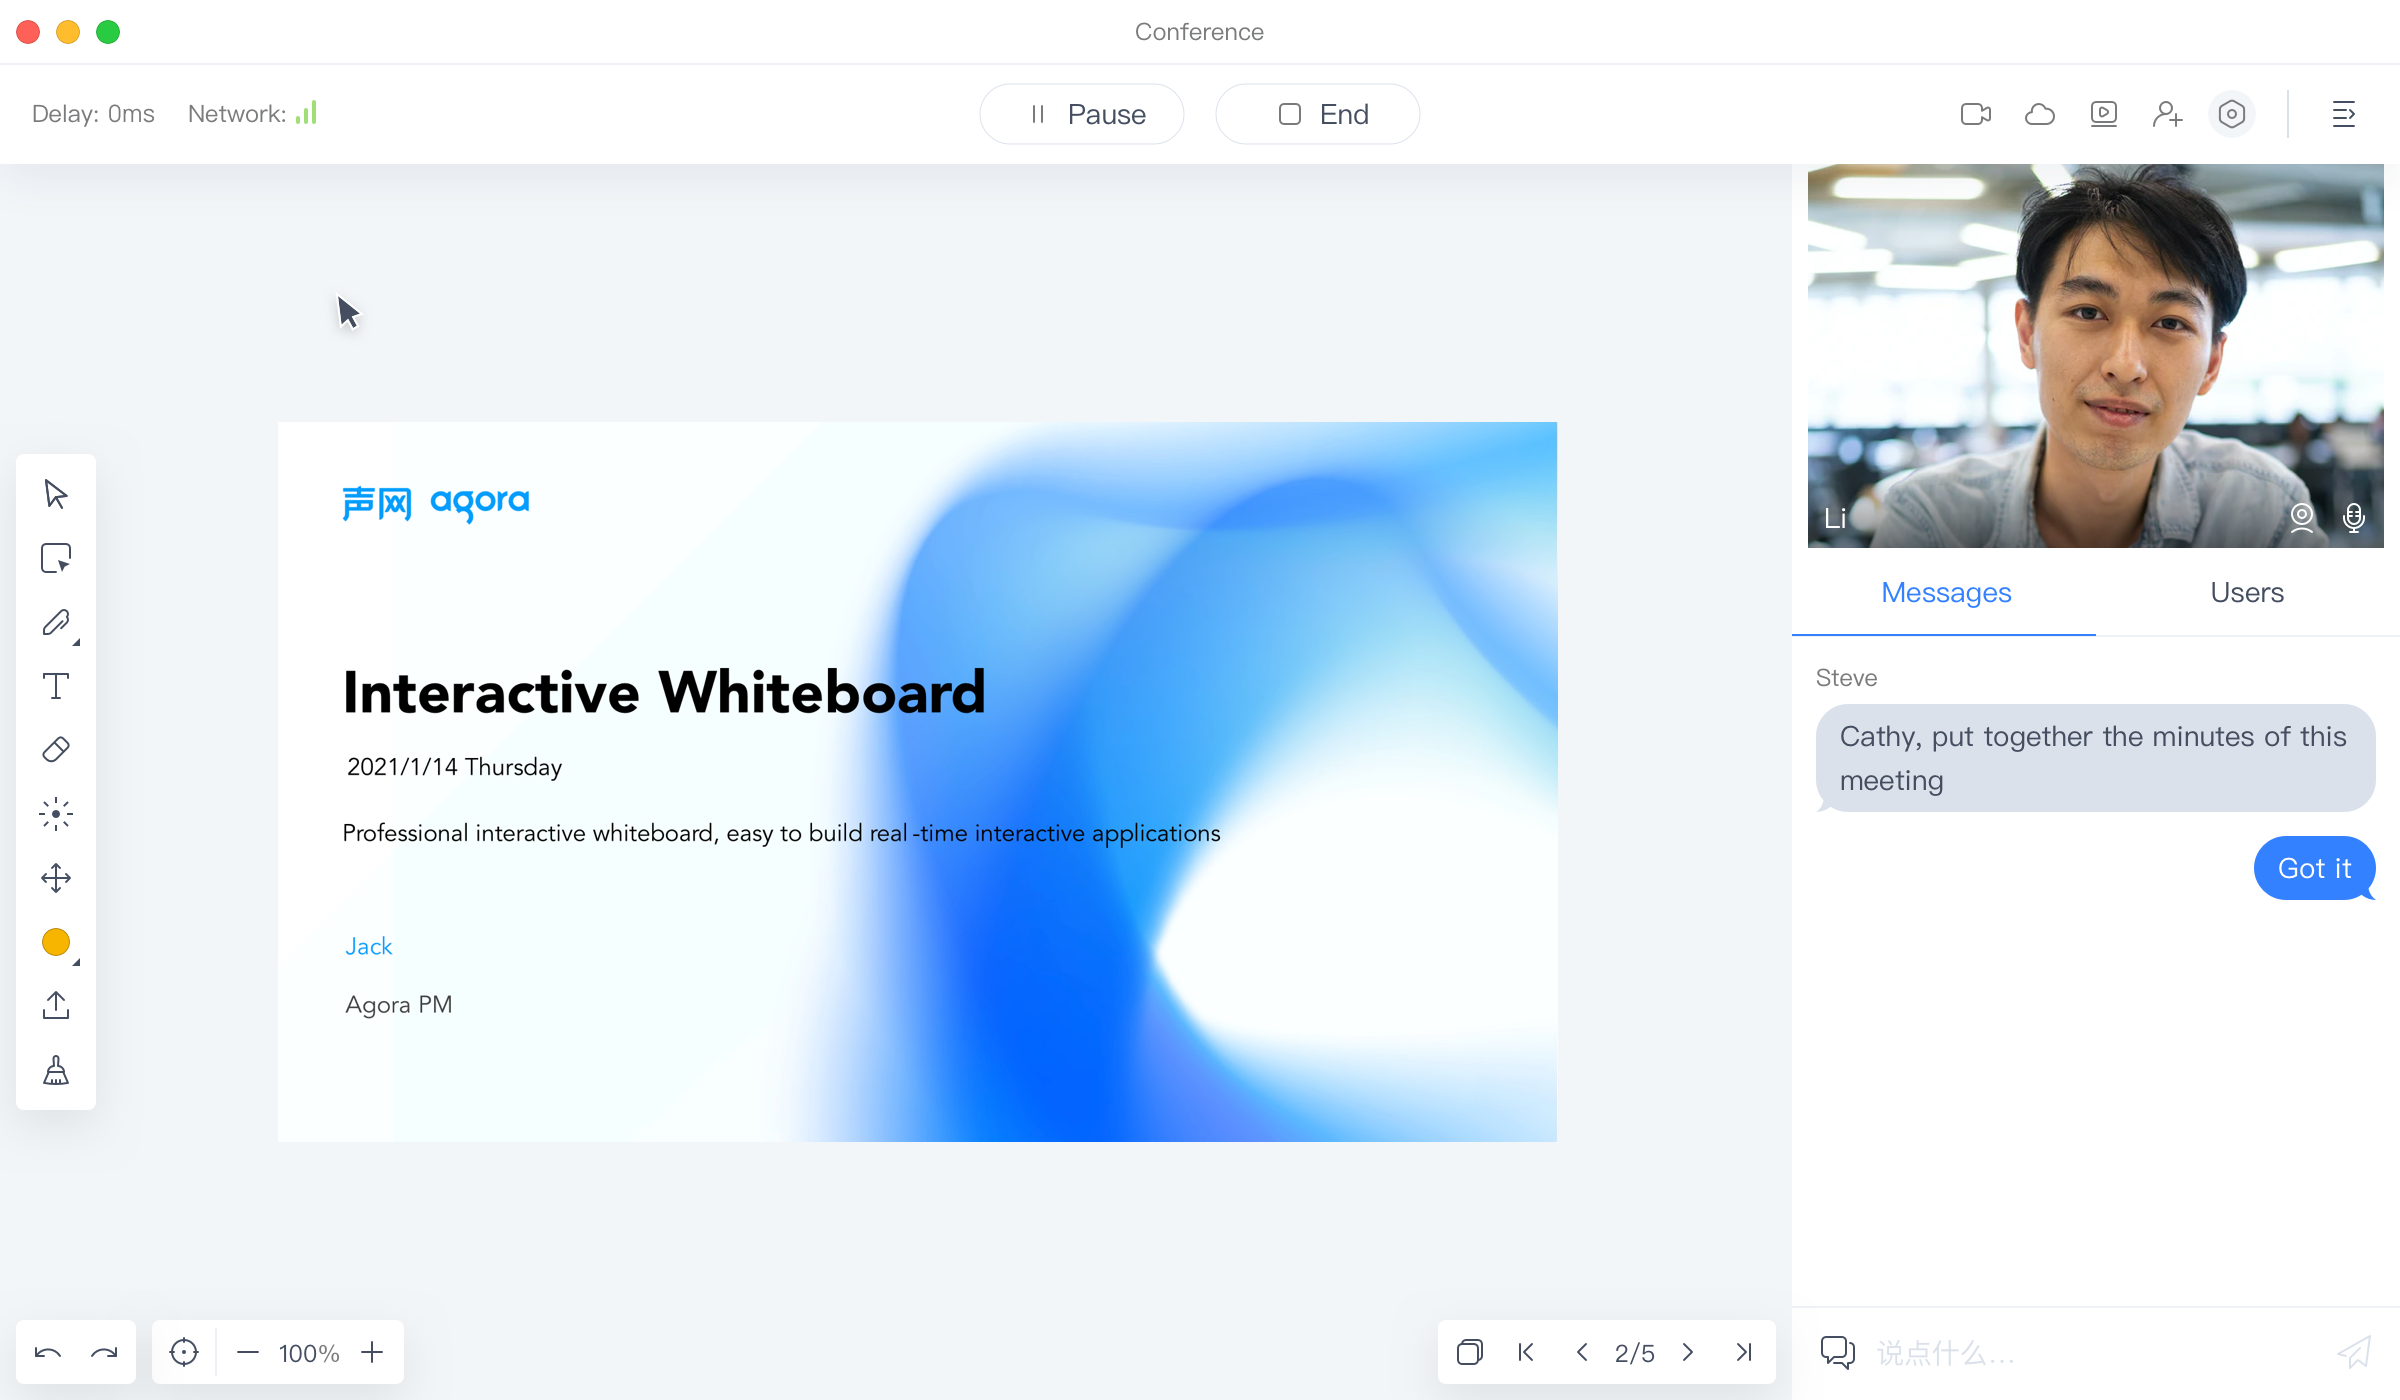 Conference
Delay: 0ms Network:
Pause
End
声网 agora
Interactive Whiteboard
2021/1/14 Thursday
Professional interactive whiteboard, easy to build real-time interactive applications
Jack
Agora PM
100%
2/5
Li
Messages
Users
Steve
Cathy, put together the minutes of this
meeting
Got it
说点什么...